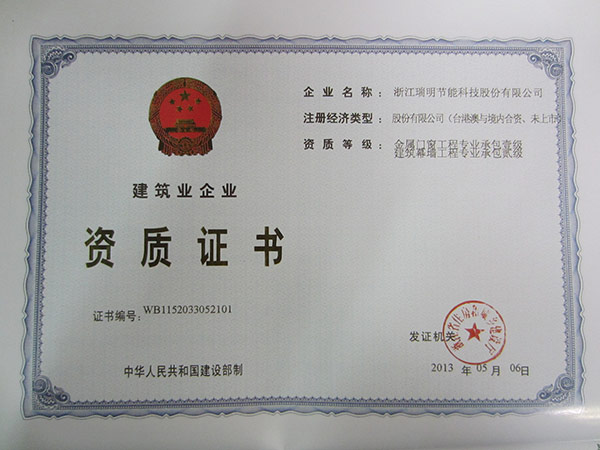 企业名称：浙江瑞明节能科技股份有限公司
注册经济类型：股份有限公司（台港澳与境内合资、未上市）
资质等级：金属门窗工程专业承包壹级
建筑幕墙工程专业承包贰级
建筑业企业
资质证书
证书编号：WB1152033052101
发证机关
中华人民共和国建设部制
2013 年 05 月 06 日